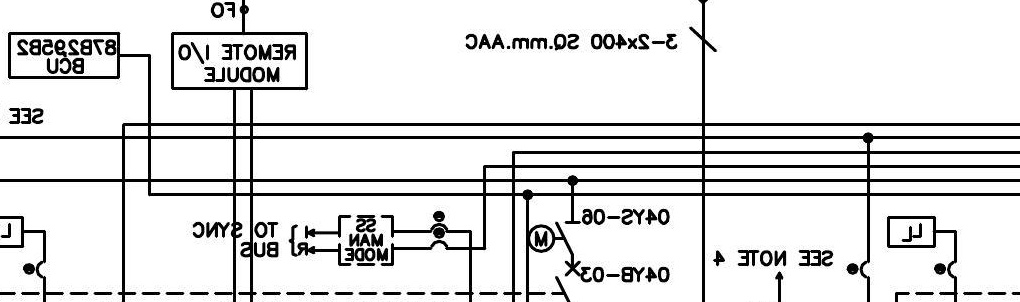 FO
3-2x400 SQ.mm.AAC
87B295B2
BCU
REMOTE I/O
MODULE
SEE
04YS-06
TO SYNC
BUS
R
SS
MAN
MODE
M
LL
L
SEE NOTE 4
04YB-03